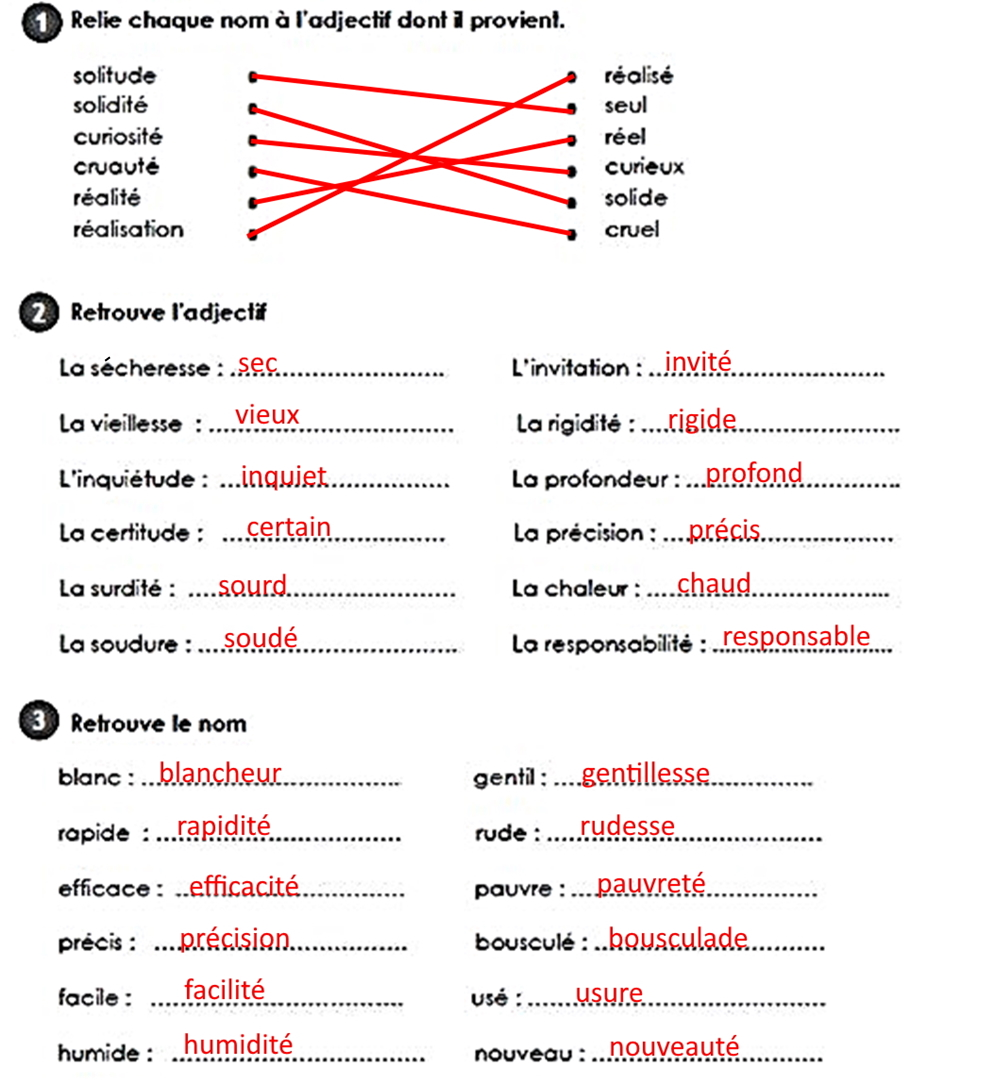 1 Relie chaque nom à l'adjectif dont il provient.
solitude réalisé
solidité seul
curiosité réel
cruauté curieux
réalité solide
réalisation cruel
2 Retrouve l'adjectif
La sécheresse : sec L'invitation : invité
La vieillesse : vieux La rigidité : rigide
L'inquiétude : inquiet La profondeur : profond
La certitude : certain La précision : précis
La surdité : sourd La chaleur : chaud
La soudure : soudé La responsabilité : responsable
3 Retrouve le nom
blanc : blancheur gentil : gentillesse
rapide : rapidité rude : rudesse
efficace : efficacité pauvre : pauvreté
précis : précision bousculé : bousculade
facile : facilité usé : usure
humide : humidité nouveau : nouveauté